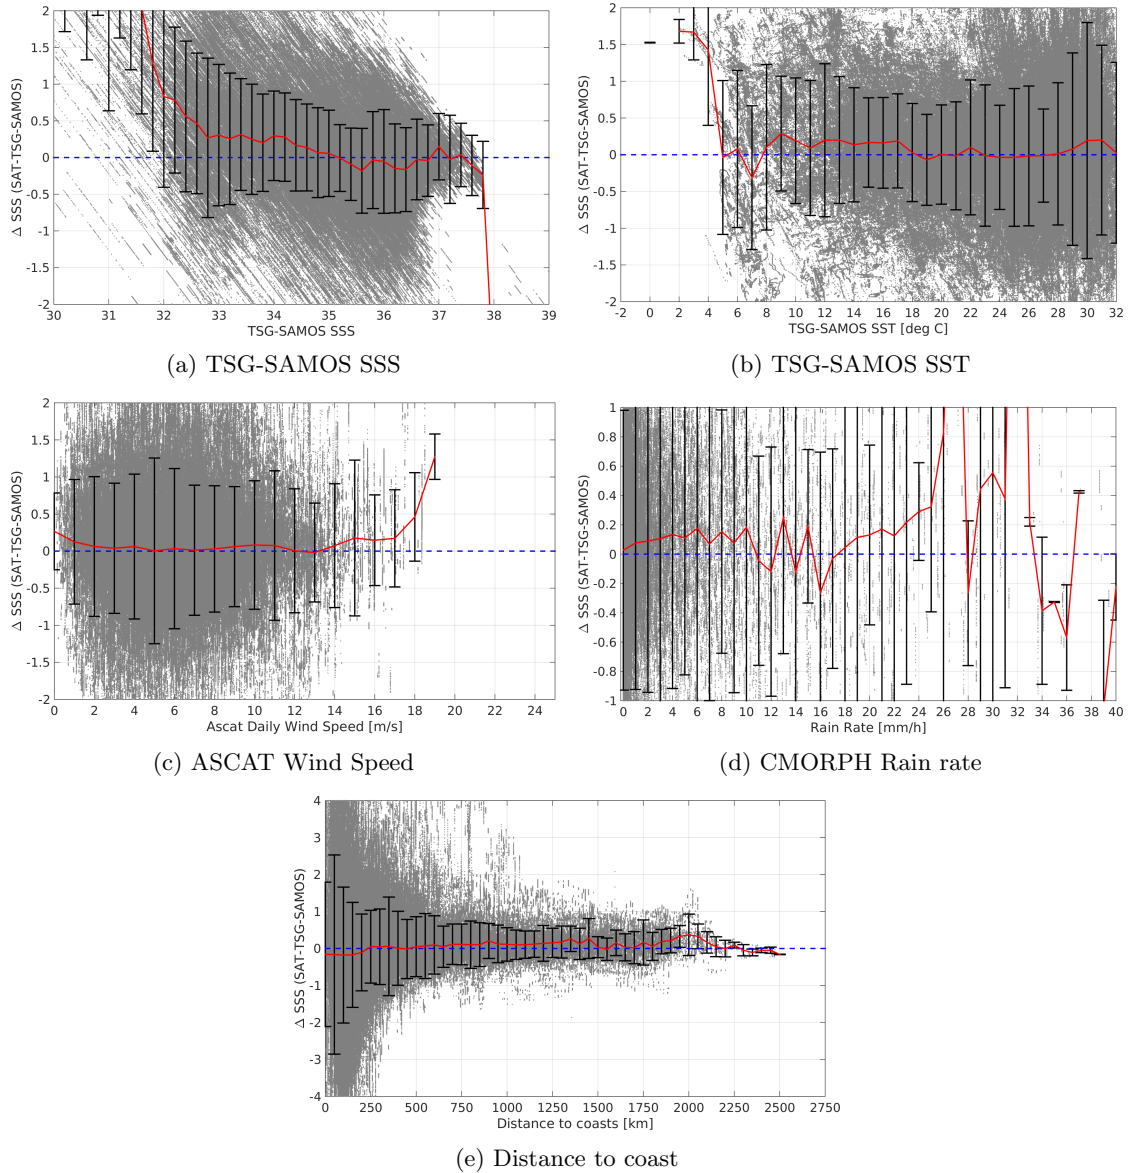 2
1.5
1
0.5
0
-0.5
-1
-1.5
-2
Δ SSS (SAT-TSG-SAMOS)
30 31 32 33 34 35 36 37 38 39
TSG-SAMOS SSS
(a) TSG-SAMOS SSS
2
1.5
1
0.5
0
-0.5
-1
-1.5
-2
Δ SSS (SAT-TSG-SAMOS)
-2 0 2 4 6 8 10 12 14 16 18 20 22 24 26 28 30 32
TSG-SAMOS SST [deg C]
(b) TSG-SAMOS SST
2
1.5
1
0.5
0
-0.5
-1
-1.5
-2
Δ SSS (SAT-TSG-SAMOS)
0 2 4 6 8 10 12 14 16 18 20 22 24
Ascat Daily Wind Speed [m/s]
(c) ASCAT Wind Speed
1
0.8
0.6
0.4
0.2
0
-0.2
-0.4
-0.6
-0.8
-1
Δ SSS (SAT-TSG-SAMOS)
0 2 4 6 8 10 12 14 16 18 20 22 24 26 28 30 32 34 36 38 40
Rain Rate [mm/h]
(d) CMORPH Rain rate
4
3
2
1
0
-1
-2
-3
-4
Δ SSS (SAT-TSG-SAMOS)
0 250 500 750 1000 1250 1500 1750 2000 2250 2500 2750
Distance to coasts [km]
(e) Distance to coast